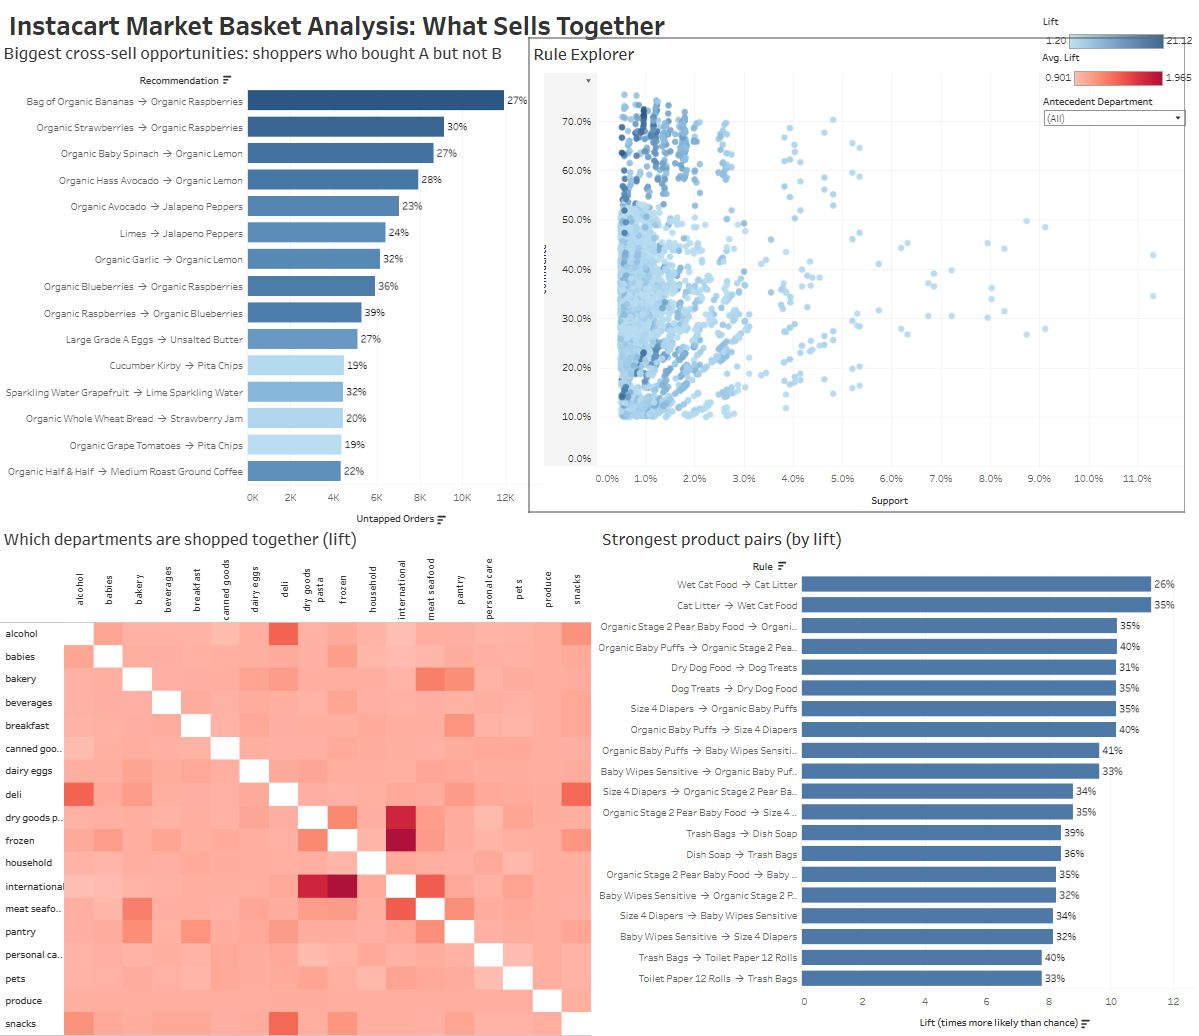 Instacart Market Basket Analysis: What Sells Together
Biggest cross-sell opportunities: shoppers who bought A but not B
Recommendation
Bag of Organic Bananas → Organic Raspberries 27%
Organic Strawberries → Organic Raspberries 30%
Organic Baby Spinach → Organic Lemon 27%
Organic Hass Avocado → Organic Lemon 28%
Organic Avocado → Jalapeno Peppers 23%
Limes → Jalapeno Peppers 24%
Organic Garlic → Organic Lemon 32%
Organic Blueberries → Organic Raspberries 36%
Organic Raspberries → Organic Blueberries 39%
Large Grade A Eggs → Unsalted Butter 27%
Cucumber Kirby → Pita Chips 19%
Sparkling Water Grapefruit → Lime Sparkling Water 32%
Organic Whole Wheat Bread → Strawberry Jam 20%
Organic Grape Tomatoes → Pita Chips 19%
Organic Half & Half → Medium Roast Ground Coffee 22%
0K 2K 4K 6K 8K 10K 12K
Untapped Orders
Rule Explorer
70.0%
60.0%
50.0%
40.0%
30.0%
20.0%
10.0%
0.0%
0.0% 1.0% 2.0% 3.0% 4.0% 5.0% 6.0% 7.0% 8.0% 9.0% 10.0% 11.0%
Support
Lift
1.20 21.12
Avg. Lift
0.901 1.965
Antecedent Department
(All)
Which departments are shopped together (lift)
alcohol babies bakery beverages breakfast canned goods dairy eggs deli dry goods pasta frozen household international meat seafood pantry personal care pets produce snacks
alcohol
babies
bakery
beverages
breakfast
canned goo..
dairy eggs
deli
dry goods p..
frozen
household
international
meat seafo..
pantry
personal ca..
pets
produce
snacks
Strongest product pairs (by lift)
Rule
Wet Cat Food → Cat Litter 26%
Cat Litter → Wet Cat Food 35%
Organic Stage 2 Pear Baby Food → Organi.. 35%
Organic Baby Puffs → Organic Stage 2 Pea.. 40%
Dry Dog Food → Dog Treats 31%
Dog Treats → Dry Dog Food 35%
Size 4 Diapers → Organic Baby Puffs 35%
Organic Baby Puffs → Size 4 Diapers 40%
Organic Baby Puffs → Baby Wipes Sensiti.. 41%
Baby Wipes Sensitive → Organic Baby Puf.. 33%
Size 4 Diapers → Organic Stage 2 Pear Ba.. 34%
Organic Stage 2 Pear Baby Food → Size 4 .. 35%
Trash Bags → Dish Soap 39%
Dish Soap → Trash Bags 36%
Organic Stage 2 Pear Baby Food → Baby .. 35%
Baby Wipes Sensitive → Organic Stage 2 P.. 32%
Size 4 Diapers → Baby Wipes Sensitive 34%
Baby Wipes Sensitive → Size 4 Diapers 32%
Trash Bags → Toilet Paper 12 Rolls 40%
Toilet Paper 12 Rolls → Trash Bags 33%
0 2 4 6 8 10 12
Lift (times more likely than chance)